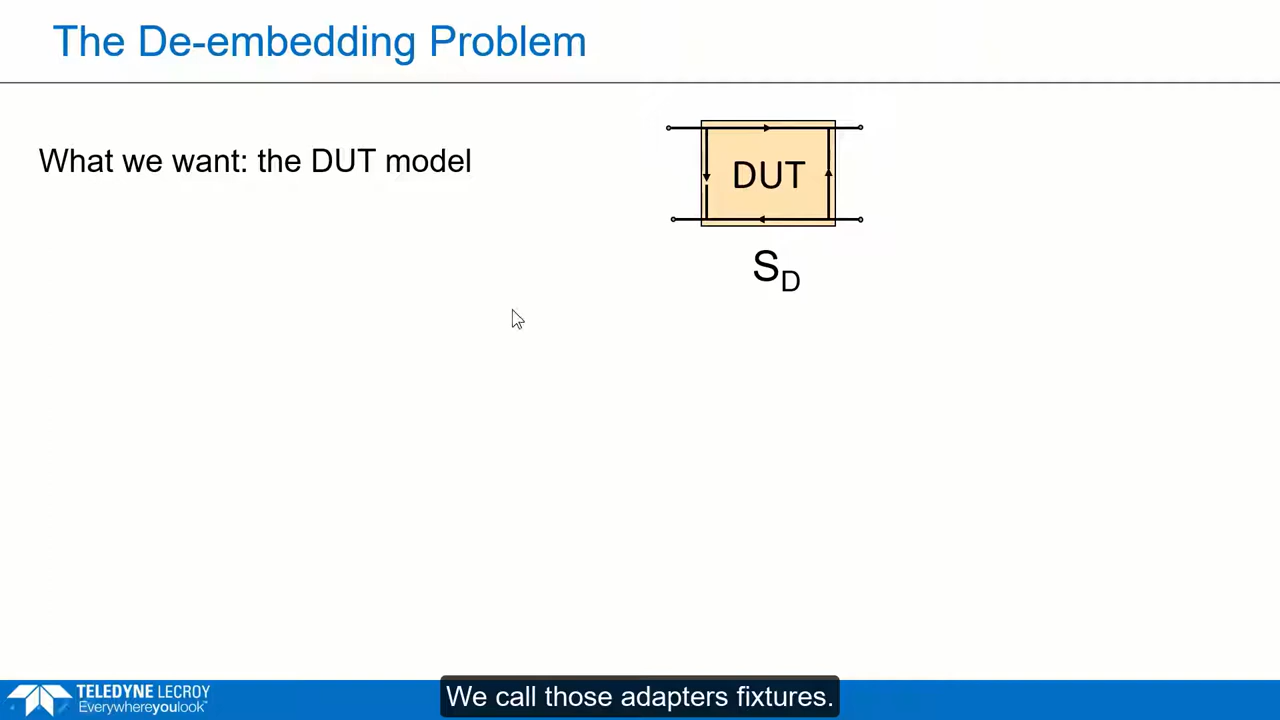 The De-embedding Problem
What we want: the DUT model
DUT
S_D
TELEDYNE LECROY
Everywhereyoulook™
We call those adapters fixtures.